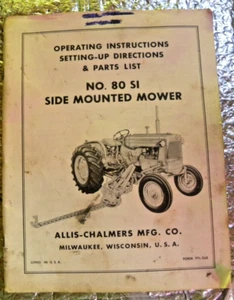 OPERATING INSTRUCTIONS
SETTING-UP DIRECTIONS
& PARTS LIST
NO. 80 SI
SIDE MOUNTED MOWER
ALLIS-CHALMERS MFG. CO.
MILWAUKEE, WISCONSIN, U. S. A.